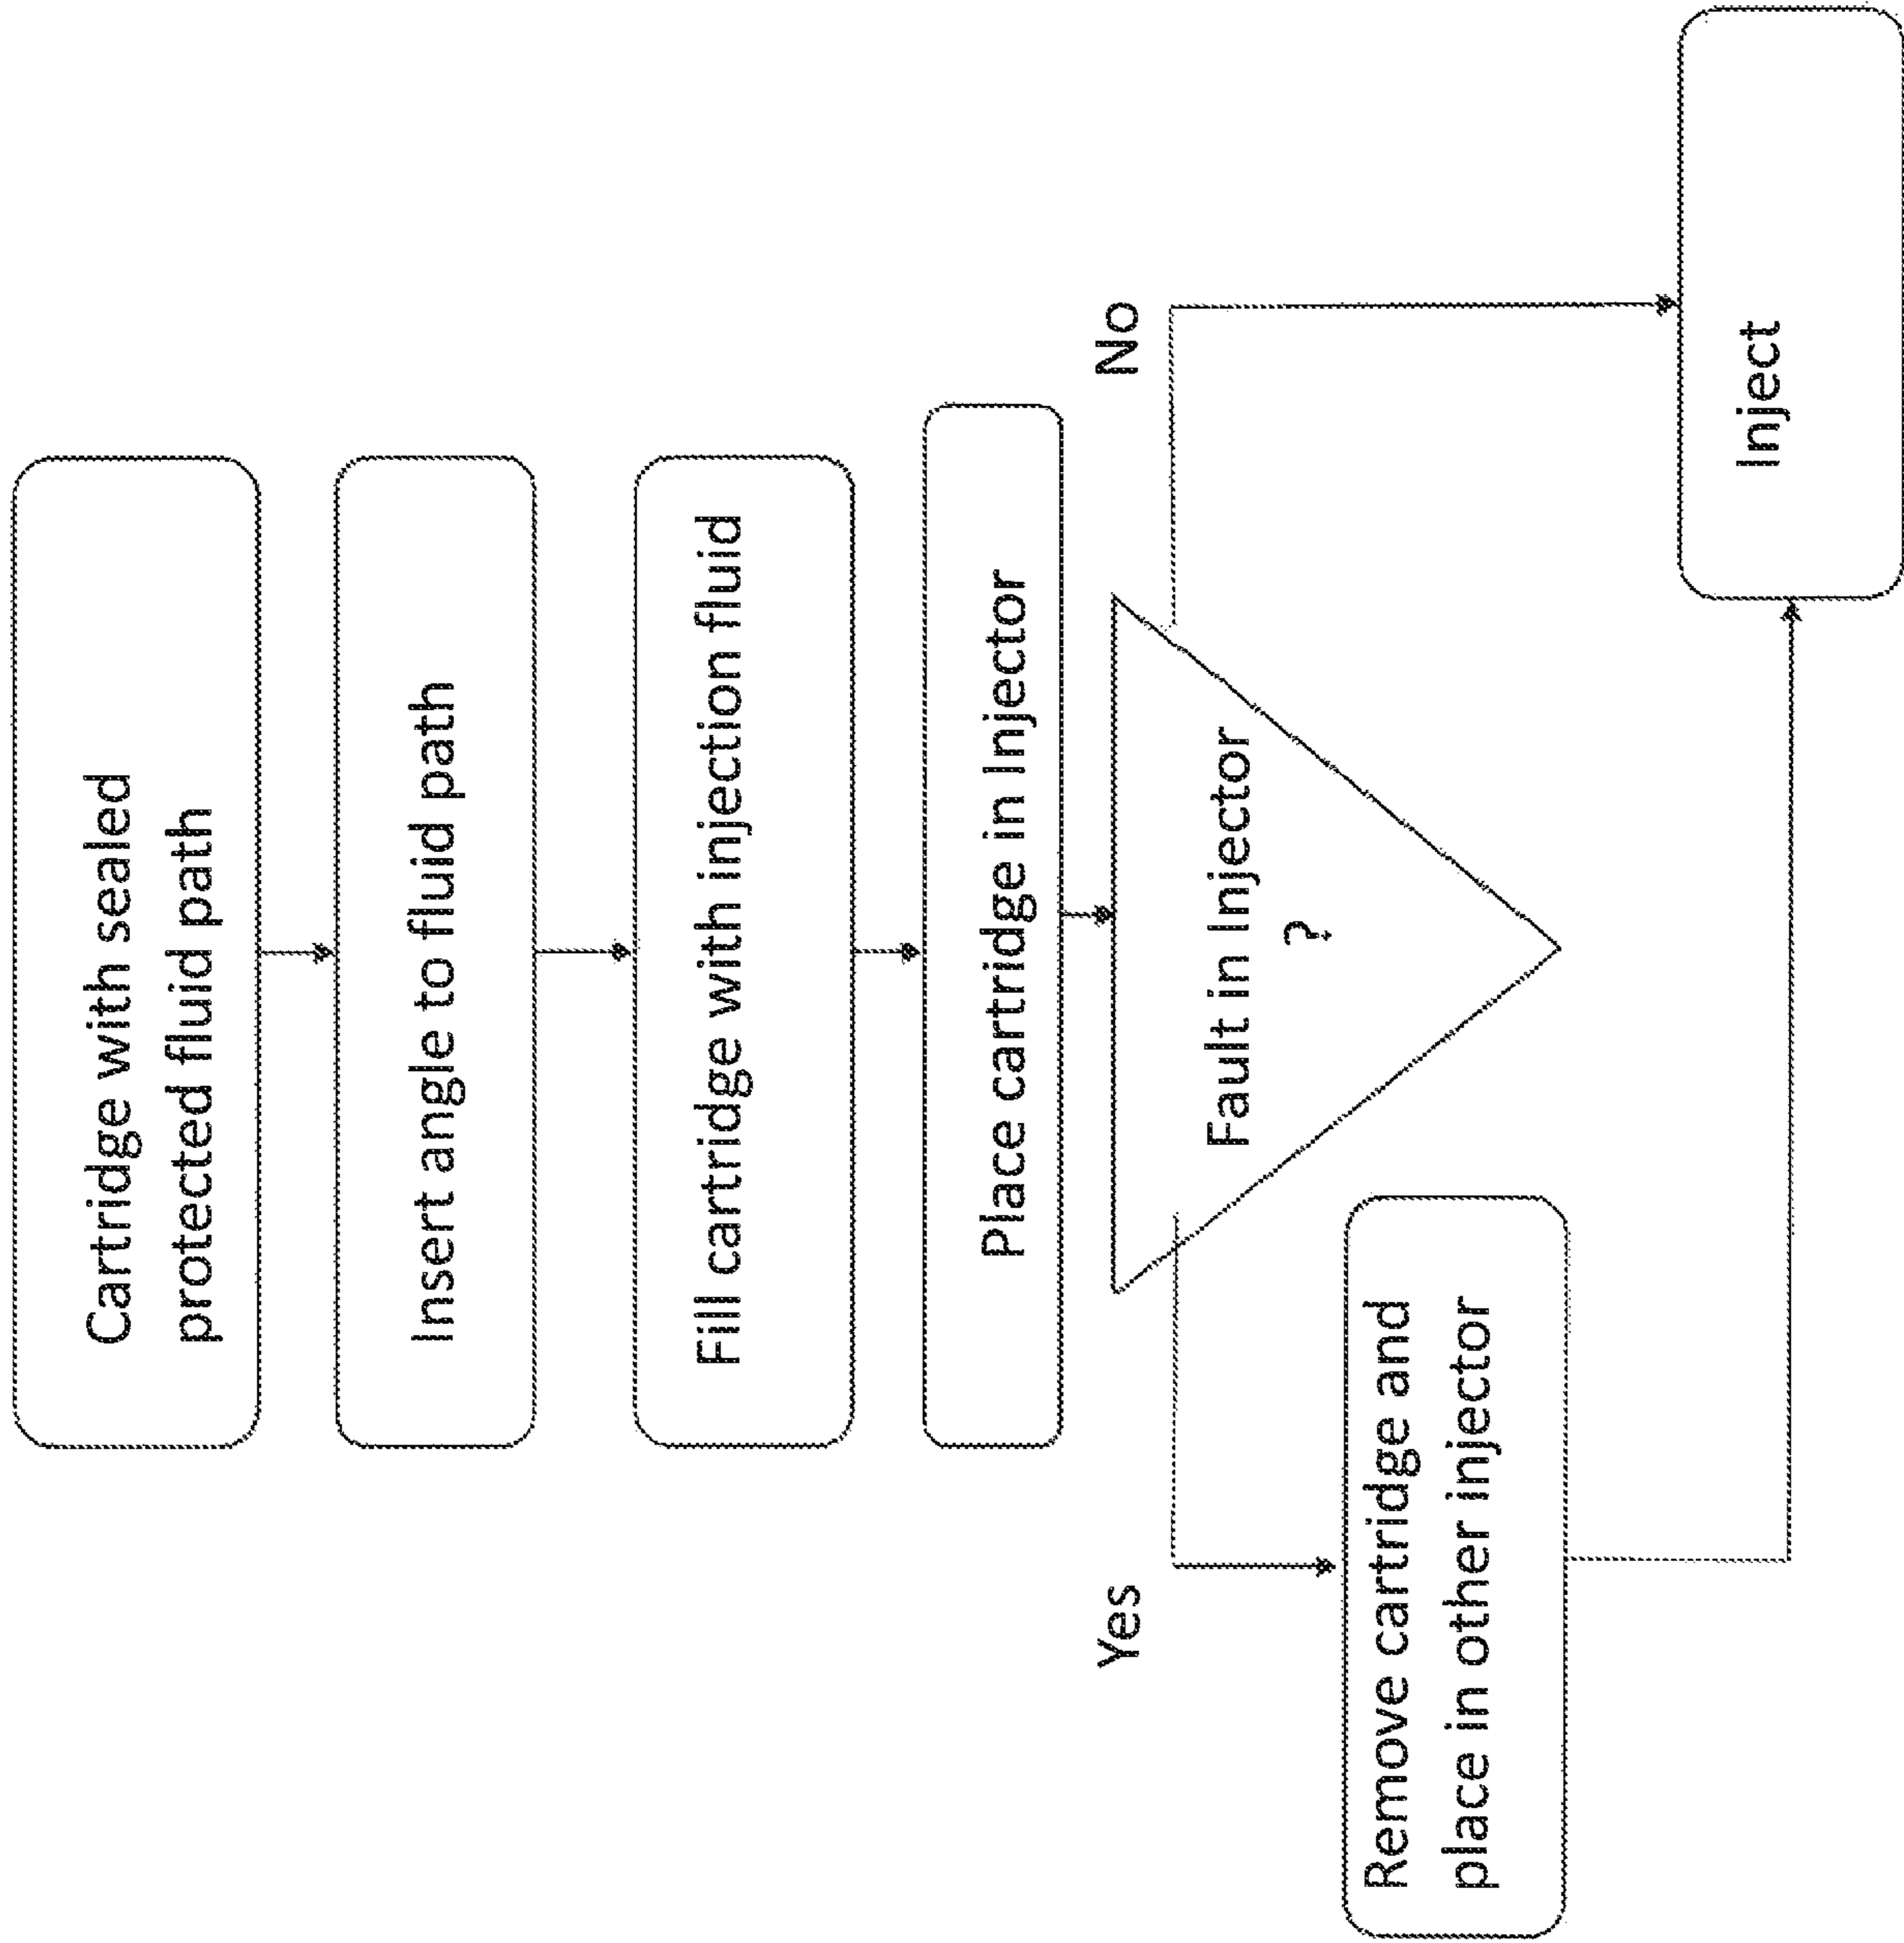 Cartridge with sealed
protected fluid path
Insert angle to fluid path
Fill cartridge with injection fluid
Place cartridge in Injector
Fault in Injector
?
Yes
No
Remove cartridge and
place in other injector
Inject